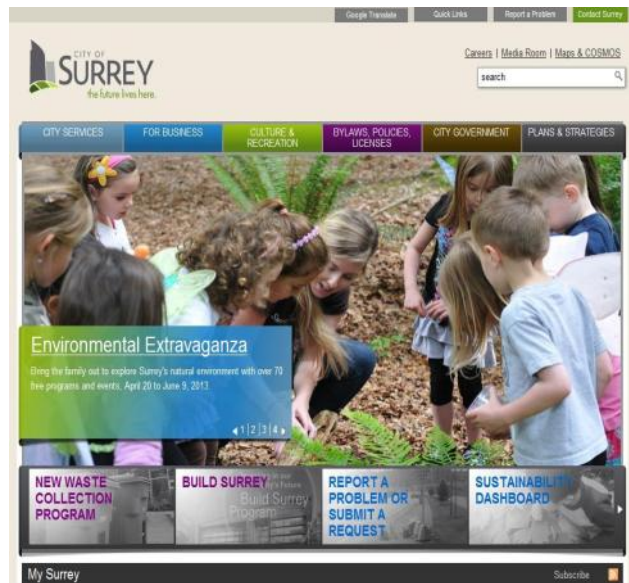 Google Translate
Quick Links
Report a Problem
Contact Surrey
CITY OF
SURREY
the future lives here.
Careers | Media Room | Maps & COSMOS
search
CITY SERVICES
FOR BUSINESS
CULTURE &
RECREATION
BYLAWS, POLICIES,
LICENSES
CITY GOVERNMENT
PLANS & STRATEGIES
Environmental Extravaganza
Bring the family out to explore Surrey's natural environment with over 70
free programs and events, April 20 to June 9, 2013.
1 | 2 | 3 | 4
NEW WASTE
COLLECTION
PROGRAM
BUILD SURREY
Build Surrey
Program
REPORT A
PROBLEM OR
SUBMIT A
REQUEST
SUSTAINABILITY
DASHBOARD
My Surrey
Subscribe